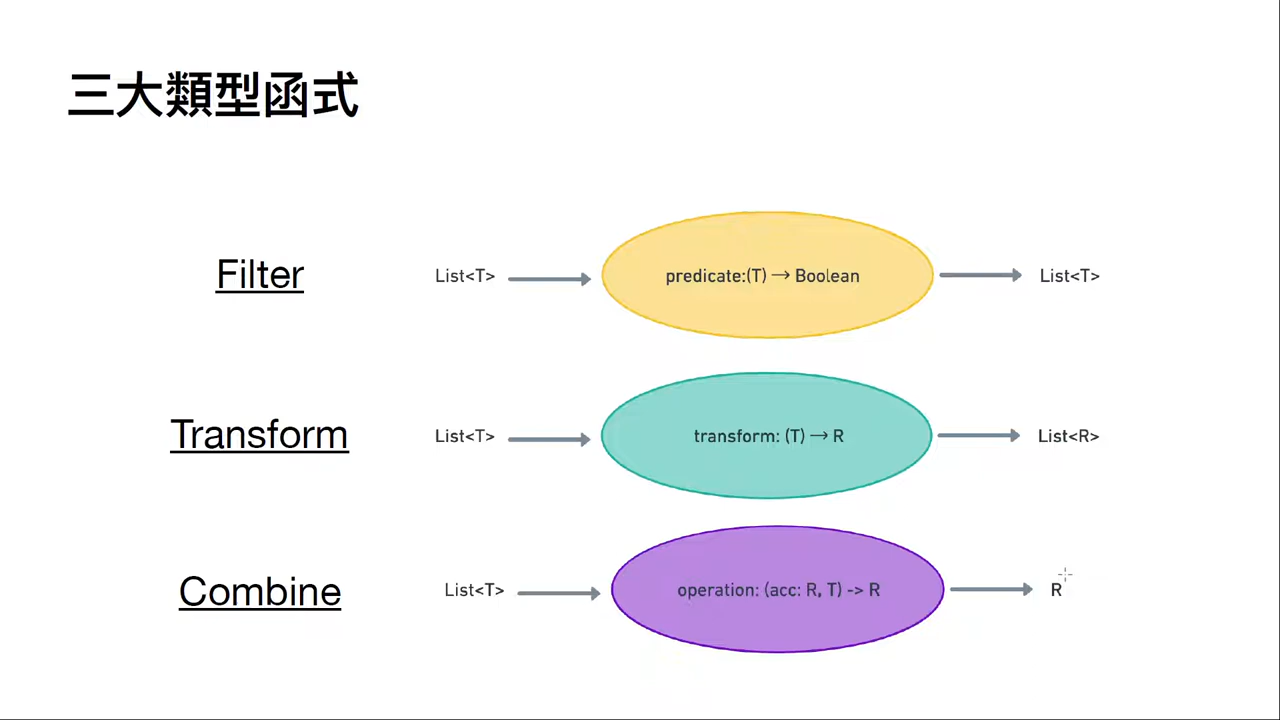 三大類型函式
Filter
List<T>
predicate:(T) → Boolean
List<T>
Transform
List<T>
transform: (T) → R
List<R>
Combine
List<T>
operation: (acc: R, T) -> R
R